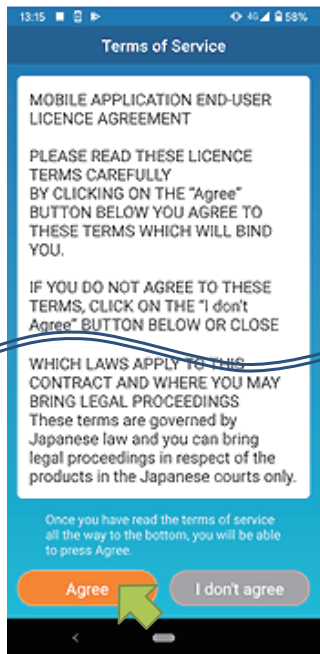 13:15 4G 58%
Terms of Service
MOBILE APPLICATION END-USER
LICENCE AGREEMENT
PLEASE READ THESE LICENCE
TERMS CAREFULLY
BY CLICKING ON THE "Agree"
BUTTON BELOW YOU AGREE TO
THESE TERMS WHICH WILL BIND
YOU.
IF YOU DO NOT AGREE TO THESE
TERMS, CLICK ON THE "I don't
Agree" BUTTON BELOW OR CLOSE
WHICH LAWS APPLY TO THIS
CONTRACT AND WHERE YOU MAY
BRING LEGAL PROCEEDINGS
These terms are governed by
Japanese law and you can bring
legal proceedings in respect of the
products in the Japanese courts only.
Once you have read the terms of service
all the way to the bottom, you will be able
to press Agree.
Agree I don't agree